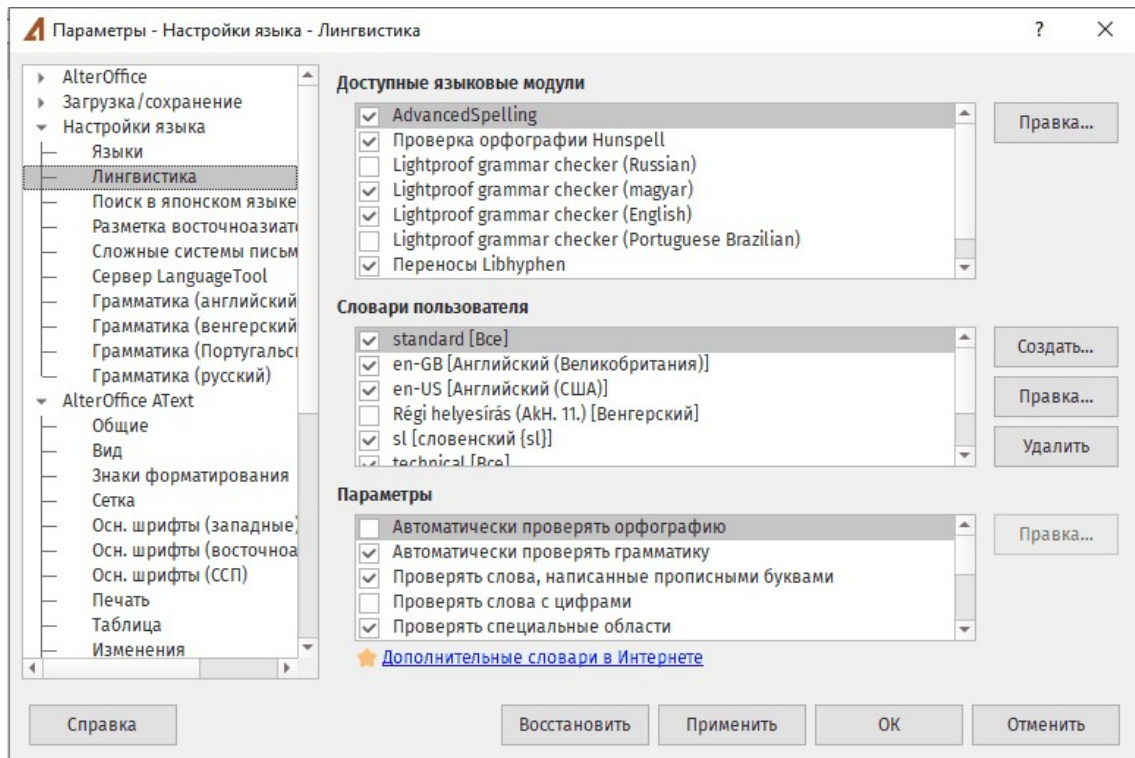 Параметры - Настройки языка - Лингвистика
?
AlterOffice
Загрузка/сохранение
Настройки языка
Языки
Лингвистика
Поиск в японском языке
Разметка восточноазиат
Сложные системы письм
Сервер LanguageTool
Грамматика (английский
Грамматика (венгерский
Грамматика (Португальс
Грамматика (русский)
AlterOffice AText
Общие
Вид
Знаки форматирования
Сетка
Осн. шрифты (западные)
Осн. шрифты (восточноа
Осн. шрифты (ССП)
Печать
Таблица
Изменения
Доступные языковые модули
AdvancedSpelling
Проверка орфографии Hunspell
Lightproof grammar checker (Russian)
Lightproof grammar checker (magyar)
Lightproof grammar checker (English)
Lightproof grammar checker (Portuguese Brazilian)
Переносы Libhyphen
Правка...
Словари пользователя
standard [Все]
en-GB [Английский (Великобритания)]
en-US [Английский (США)]
Régi helyesírás (AkH. 11.) [Венгерский]
sl [словенский {sl}]
technical [Все]
Создать...
Правка...
Удалить
Параметры
Автоматически проверять орфографию
Автоматически проверять грамматику
Проверять слова, написанные прописными буквами
Проверять слова с цифрами
Проверять специальные области
Правка...
Дополнительные словари в Интернете
Справка
Восстановить
Применить
ОК
Отменить